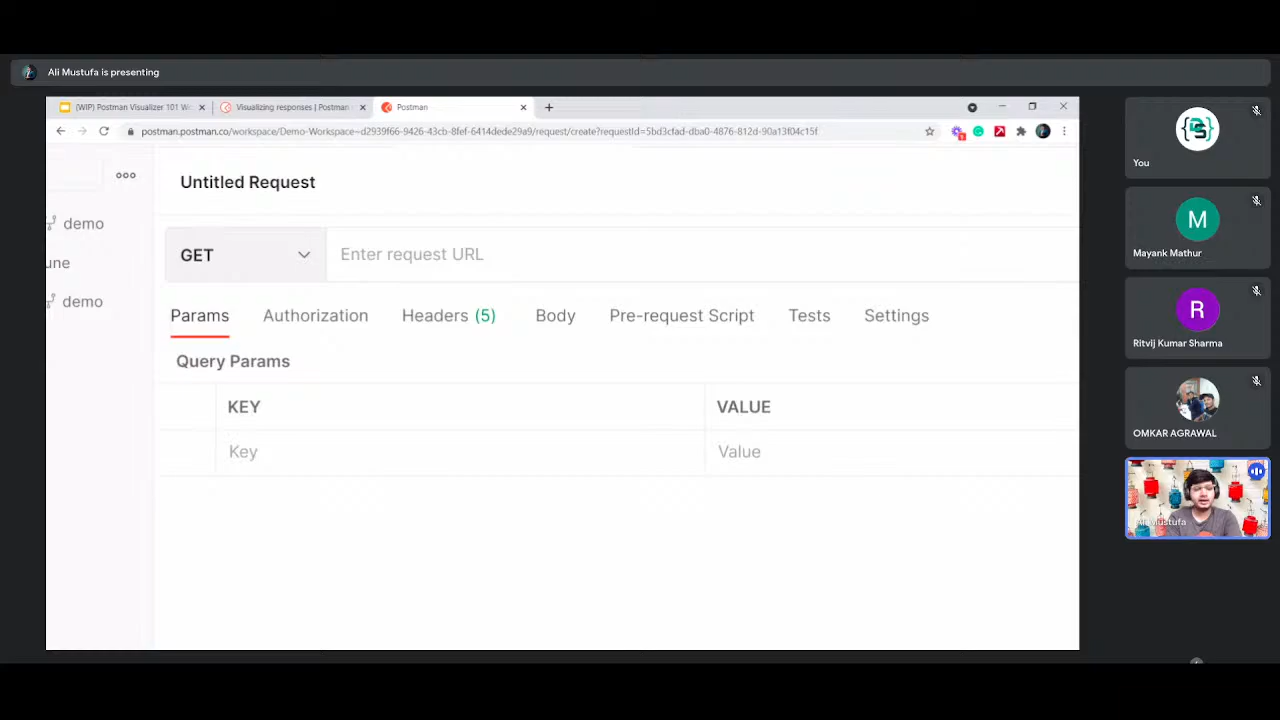 Ali Mustufa is presenting
(WIP) Postman Visualizer 101 Wo
Visualizing responses | Postman
Postman
postman.postman.co/workspace/Demo-Workspace~d2939f66-9426-43cb-8fef-6414dede29a9/request/create?requestId=5bd3cfad-dba0-4876-812d-90a13f04c15f
Untitled Request
demo
une
demo
GET
Enter request URL
Params
Authorization
Headers (5)
Body
Pre-request Script
Tests
Settings
Query Params
KEY
VALUE
Key
Value
You
M
Mayank Mathur
R
Ritvij Kumar Sharma
OMKAR AGRAWAL
Ali Mustufa